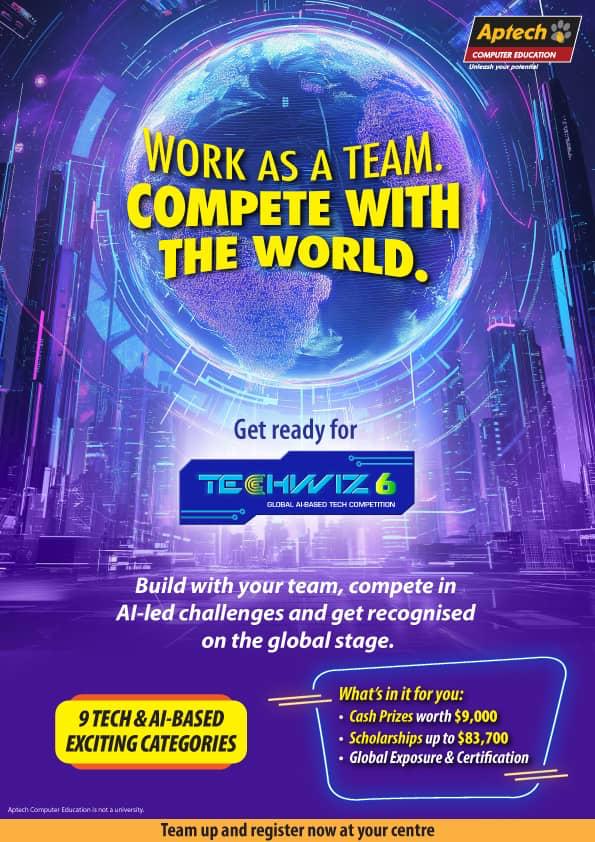 Aptech
COMPUTER EDUCATION
Unleash your potential
WORK AS A TEAM.
COMPETE WITH
THE WORLD.
Get ready for
TECHWIZ 6
GLOBAL AI-BASED TECH COMPETITION
Build with your team, compete in
AI-led challenges and get recognised
on the global stage.
9 TECH & AI-BASED
EXCITING CATEGORIES
What's in it for you:
• Cash Prizes worth $9,000
• Scholarships up to $83,700
• Global Exposure & Certification
Aptech Computer Education is not a university.
Team up and register now at your centre